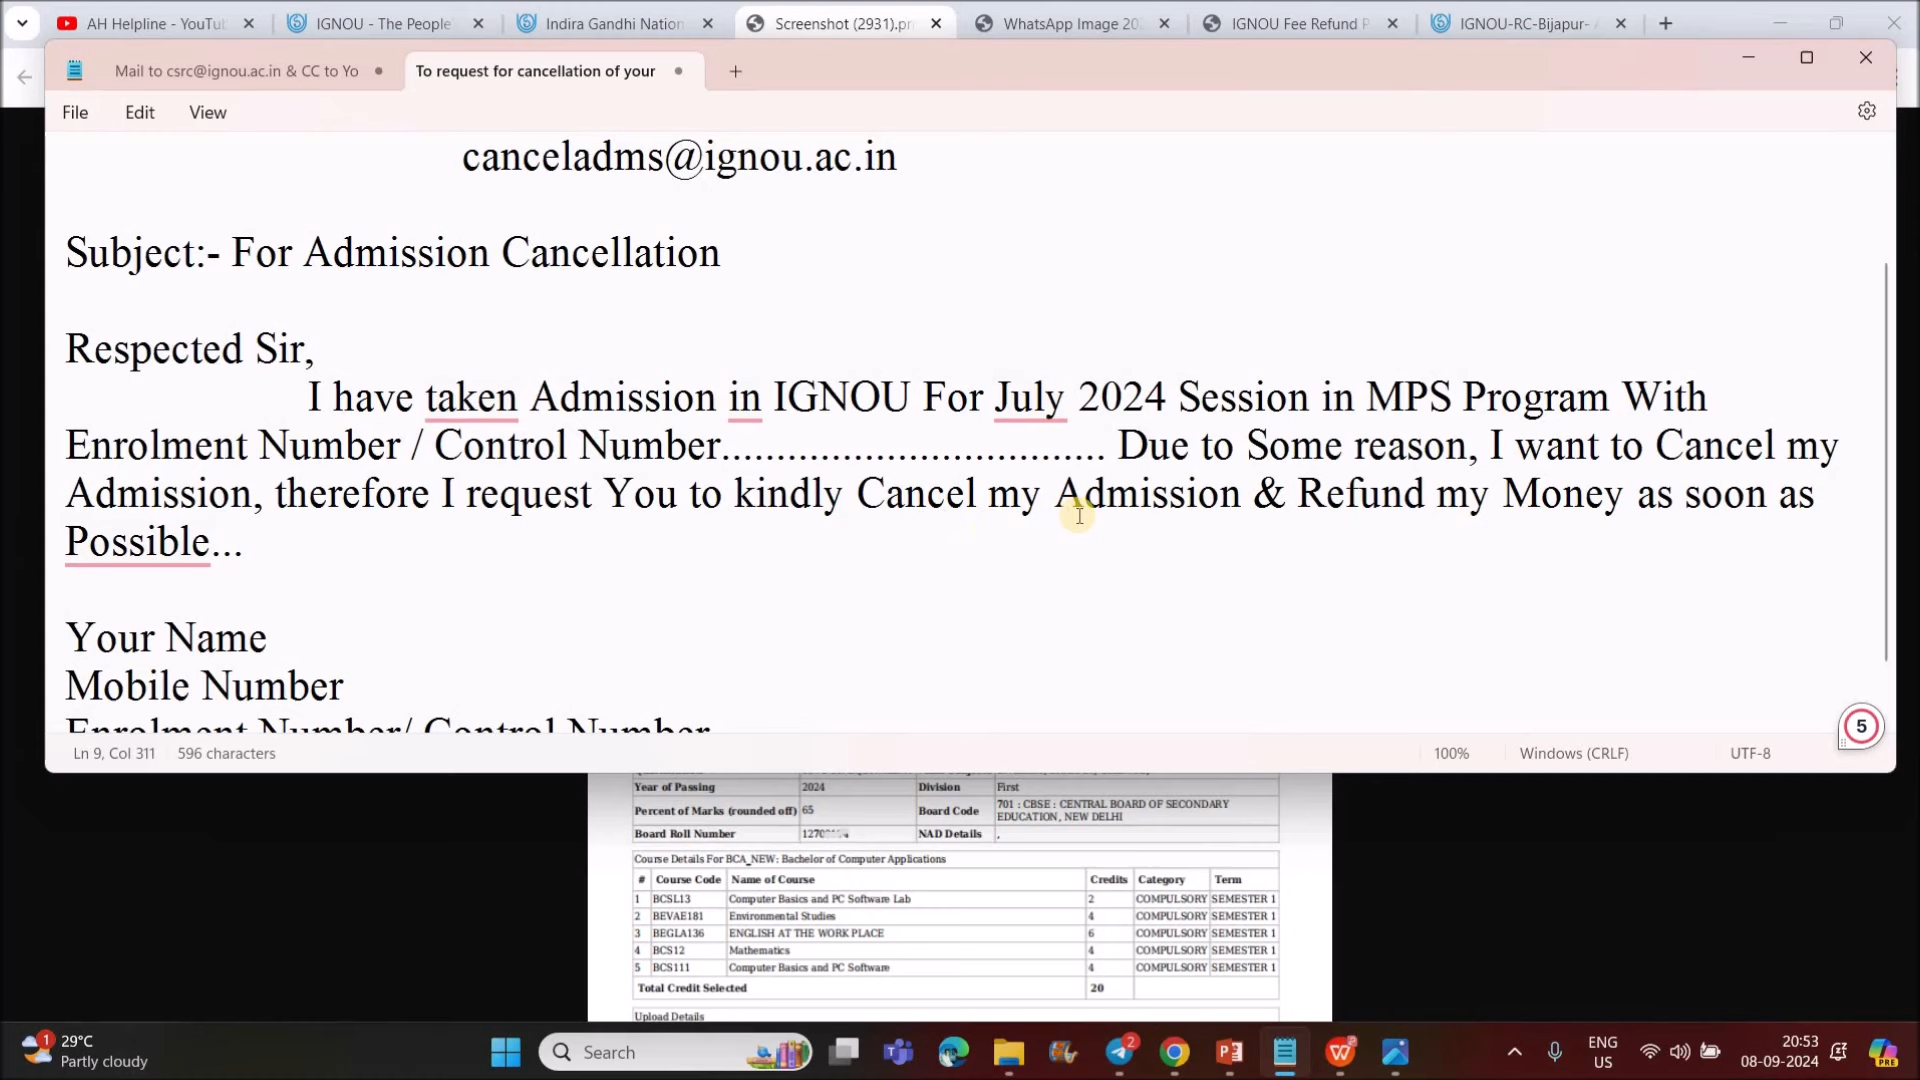 AH Helpline - YouTu
IGNOU - The People'
Indira Gandhi Nation
Screenshot (2931).pn
WhatsApp Image 20
IGNOU Fee Refund P
IGNOU-RC-Bijapur-
Mail to csrc@ignou.ac.in & CC to Yo
To request for cancellation of your
File Edit View
canceladms@ignou.ac.in
Subject:- For Admission Cancellation
Respected Sir,
I have taken Admission in IGNOU For July 2024 Session in MPS Program With
Enrolment Number / Control Number................................... Due to Some reason, I want to Cancel my
Admission, therefore I request You to kindly Cancel my Admission & Refund my Money as soon as
Possible...
Your Name
Mobile Number
Enrolment Number/ Control Number
5
Ln 9, Col 311 596 characters 100% Windows (CRLF) UTF-8
Year of Passing 2024 Division First
Percent of Marks (rounded off) 65 Board Code 701 : CBSE : CENTRAL BOARD OF SECONDARY
EDUCATION, NEW DELHI
Board Roll Number NAD Details ,
Course Details For BCA_NEW: Bachelor of Computer Applications
# Course Code Name of Course Credits Category Term
1 BCSL13 Computer Basics and PC Software Lab 2 COMPULSORY SEMESTER 1
2 BEVAE181 Environmental Studies 4 COMPULSORY SEMESTER 1
3 BEGLA136 ENGLISH AT THE WORK PLACE 6 COMPULSORY SEMESTER 1
4 BCS12 Mathematics 4 COMPULSORY SEMESTER 1
5 BCS111 Computer Basics and PC Software 4 COMPULSORY SEMESTER 1
Total Credit Selected 20
Upload Details
1
29°C
Partly cloudy
Search
2
ENG
US
20:53
08-09-2024
PRE